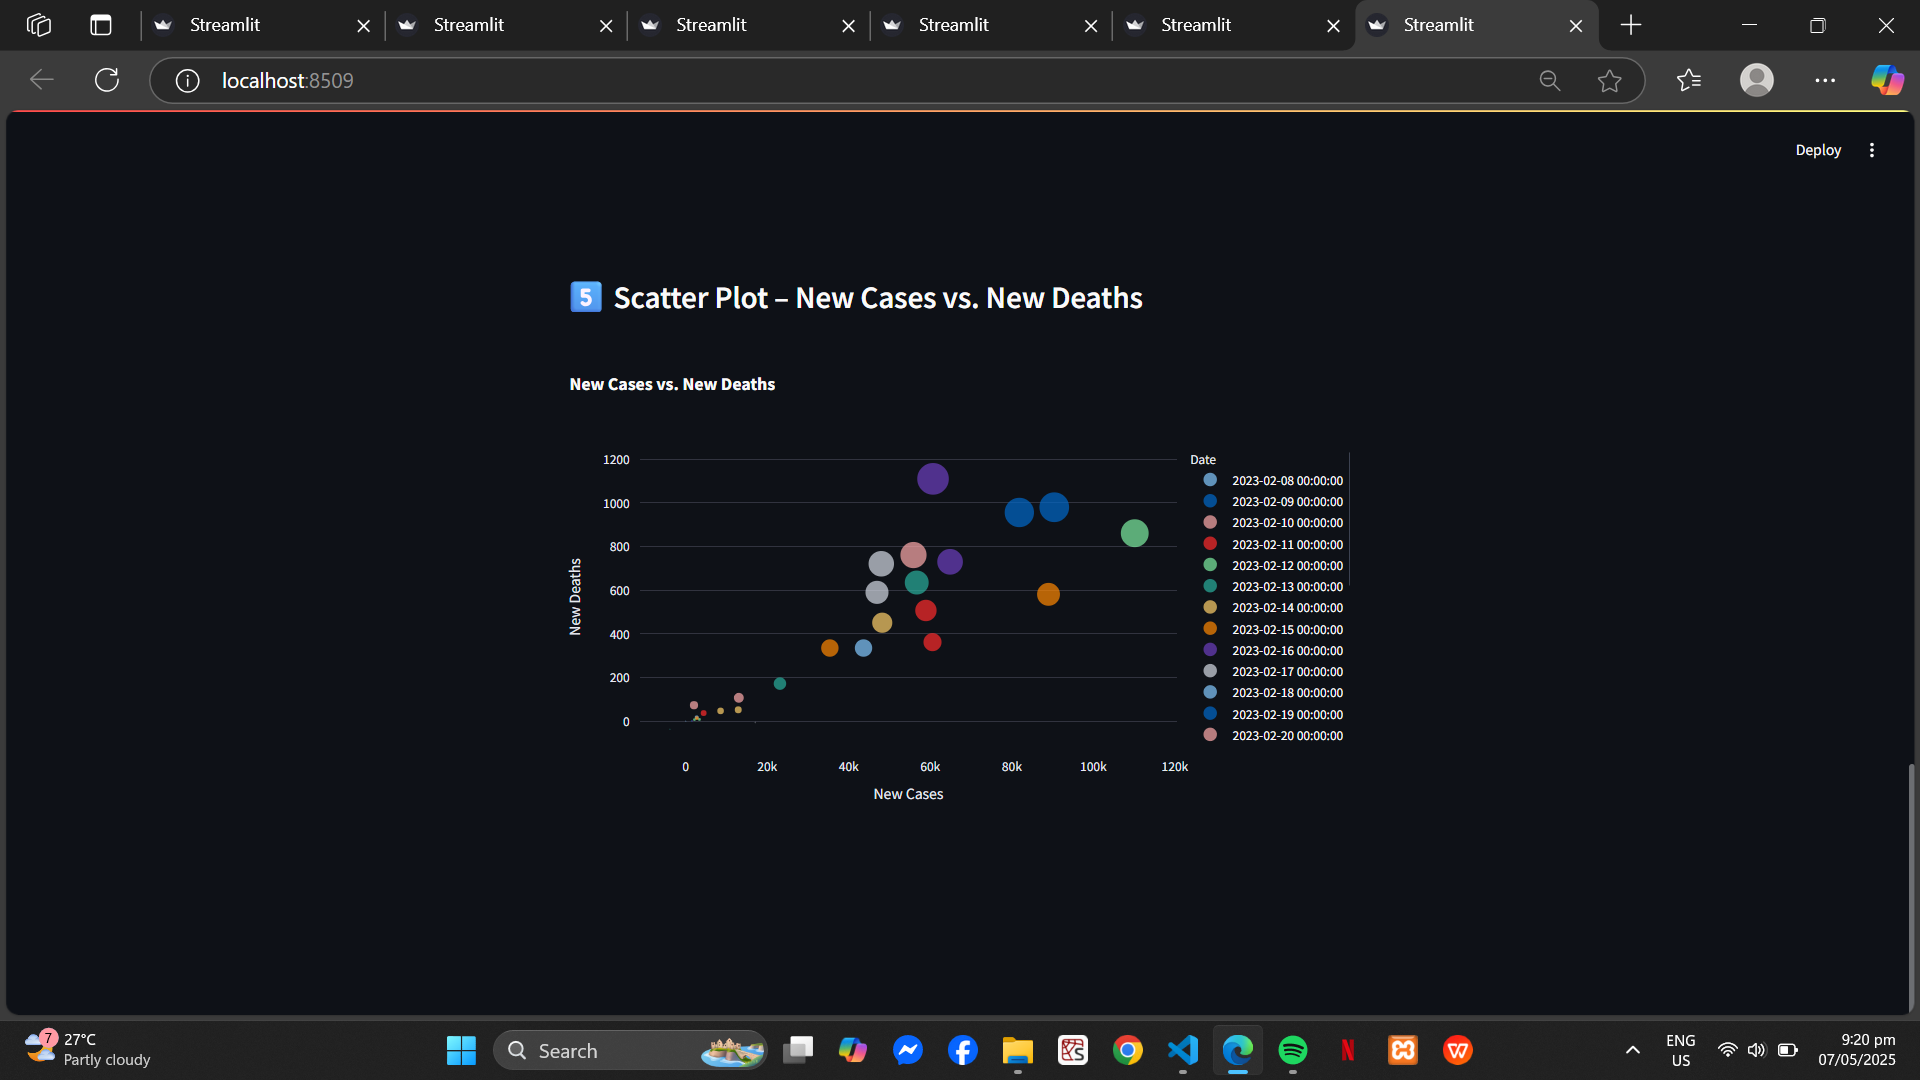 Streamlit
Streamlit
Streamlit
Streamlit
Streamlit
Streamlit
localhost:8509
Deploy
5 Scatter Plot – New Cases vs. New Deaths
New Cases vs. New Deaths
1200
1000
800
600
400
200
0
New Deaths
0
20k
40k
60k
80k
100k
120k
New Cases
Date
2023-02-08 00:00:00
2023-02-09 00:00:00
2023-02-10 00:00:00
2023-02-11 00:00:00
2023-02-12 00:00:00
2023-02-13 00:00:00
2023-02-14 00:00:00
2023-02-15 00:00:00
2023-02-16 00:00:00
2023-02-17 00:00:00
2023-02-18 00:00:00
2023-02-19 00:00:00
2023-02-20 00:00:00
7
27°C
Partly cloudy
Search
N
W
ENG
US
9:20 pm
07/05/2025